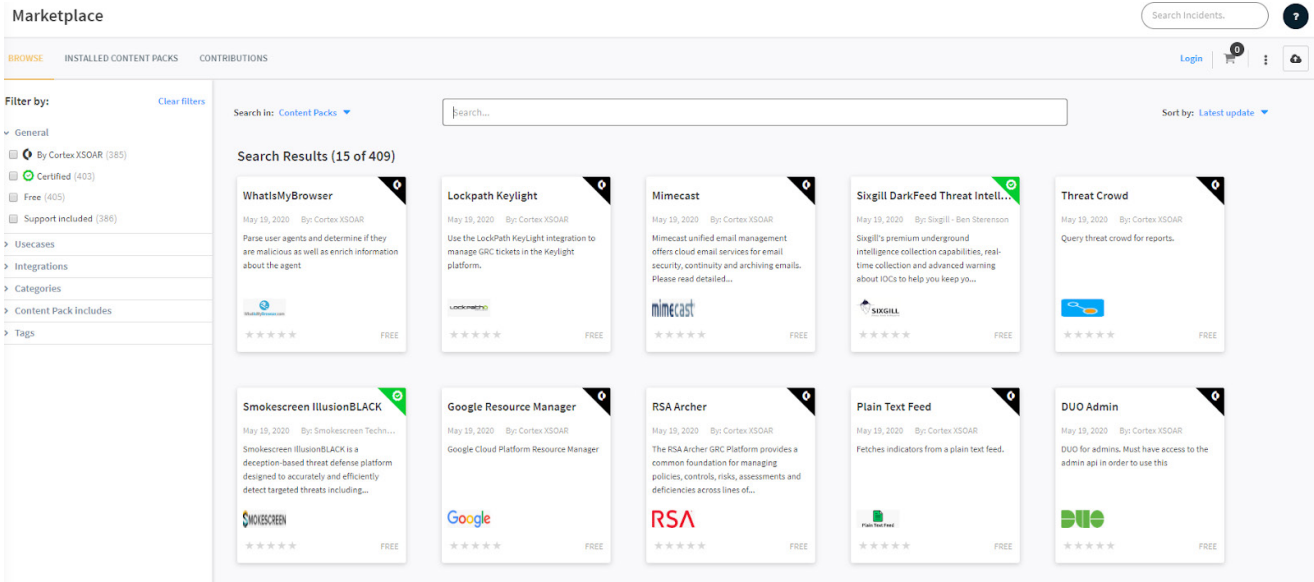 Marketplace
Search Incidents.
?
BROWSE
INSTALLED CONTENT PACKS
CONTRIBUTIONS
Login
0
Filter by:
Clear filters
General
By Cortex XSOAR (385)
Certified (403)
Free (405)
Support included (386)
Usecases
Integrations
Categories
Content Pack includes
Tags
Search in: Content Packs
Search...
Sort by: Latest update
Search Results (15 of 409)
WhatIsMyBrowser
May 19, 2020 By: Cortex XSOAR
Parse user agents and determine if they
are malicious as well as enrich information
about the agent
WhatIsMyBrowser.com
FREE
Lockpath Keylight
May 19, 2020 By: Cortex XSOAR
Use the LockPath KeyLight integration to
manage GRC tickets in the Keylight
platform.
Lockpath
FREE
Mimecast
May 19, 2020 By: Cortex XSOAR
Mimecast unified email management
offers cloud email services for email
security, continuity and archiving emails.
Please read detailed...
mimecast
FREE
Sixgill DarkFeed Threat Intell...
May 19, 2020 By: Sixgill - Ben Sterenson
Sixgill's premium underground
intelligence collection capabilities, real-
time collection and advanced warning
about IOCs to help you keep yo...
SIXGILL
FREE
Threat Crowd
May 19, 2020 By: Cortex XSOAR
Query threat crowd for reports.
FREE
Smokescreen IllusionBLACK
May 19, 2020 By: Smokescreen Techn...
Smokescreen IllusionBLACK is a
deception-based threat defense platform
designed to accurately and efficiently
detect targeted threats including...
SMOKESCREEN
FREE
Google Resource Manager
May 19, 2020 By: Cortex XSOAR
Google Cloud Platform Resource Manager
Google
FREE
RSA Archer
May 19, 2020 By: Cortex XSOAR
The RSA Archer GRC Platform provides a
common foundation for managing
policies, controls, risks, assessments and
deficiencies across lines of...
RSA
FREE
Plain Text Feed
May 19, 2020 By: Cortex XSOAR
Fetches indicators from a plain text feed.
Plain Text Feed
FREE
DUO Admin
May 19, 2020 By: Cortex XSOAR
DUO for admins. Must have access to the
admin api in order to use this
DUO
FREE